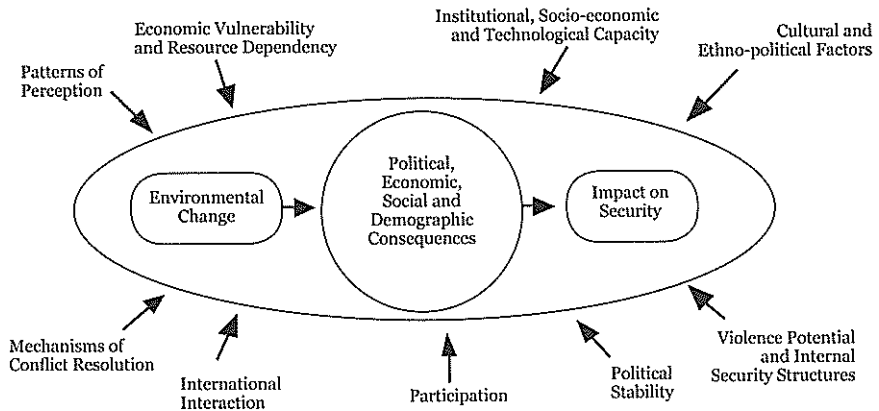 Economic Vulnerability
and Resource Dependency
Institutional, Socio-economic
and Technological Capacity
Cultural and
Ethno-political Factors
Patterns of
Perception
Environmental
Change
Political,
Economic,
Social and
Demographic
Consequences
Impact on
Security
Mechanisms of
Conflict Resolution
International
Interaction
Participation
Political
Stability
Violence Potential
and Internal
Security Structures